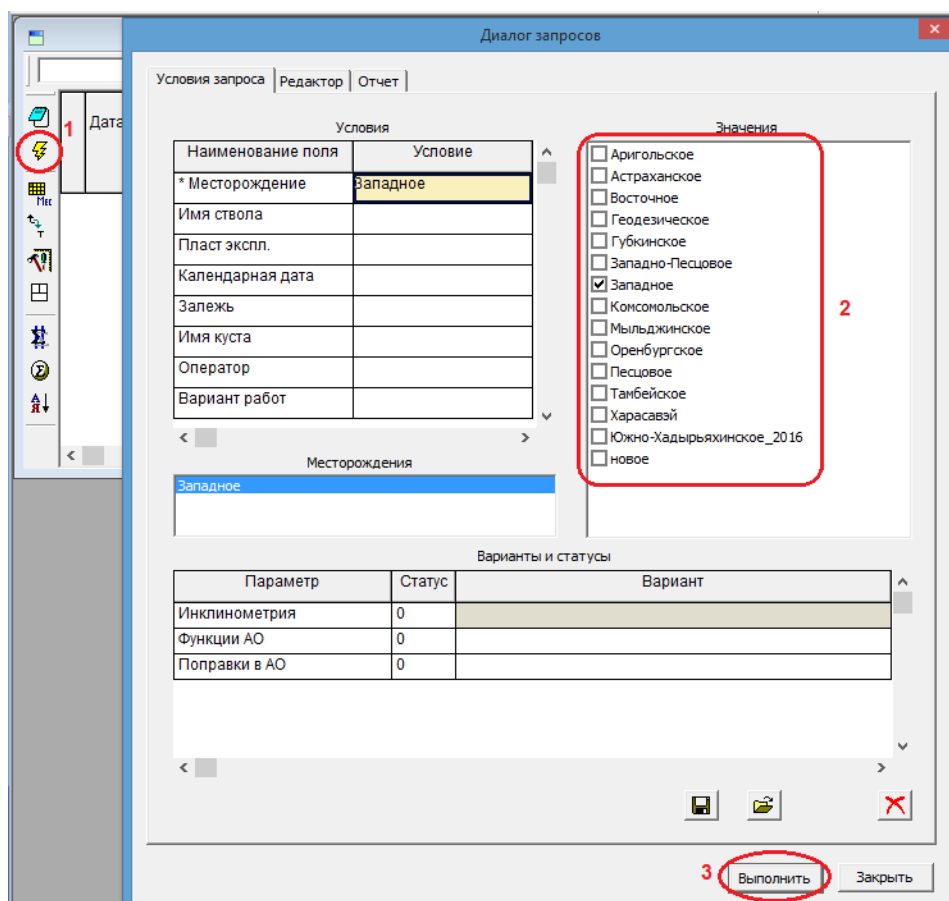 Диалог запросов
Условия запроса Редактор Отчет
1 Дата
Условия
Наименование поля Условие
* Месторождение Западное
Имя ствола
Пласт экспл.
Календарная дата
Залежь
Имя куста
Оператор
Вариант работ
Значения
Аригольское
Астраханское
Восточное
Геодезическое
Губкинское
Западно-Песцовое
Западное
Комсомольское
Мыльджинское
Оренбургское
Песцовое
Тамбейское
Харасавэй
Южно-Хадырьяхинское_2016
новое
2
Месторождения
Западное
Варианты и статусы
Параметр Статус Вариант
Инклинометрия 0
Функции АО 0
Поправки в АО 0
3 Выполнить Закрыть